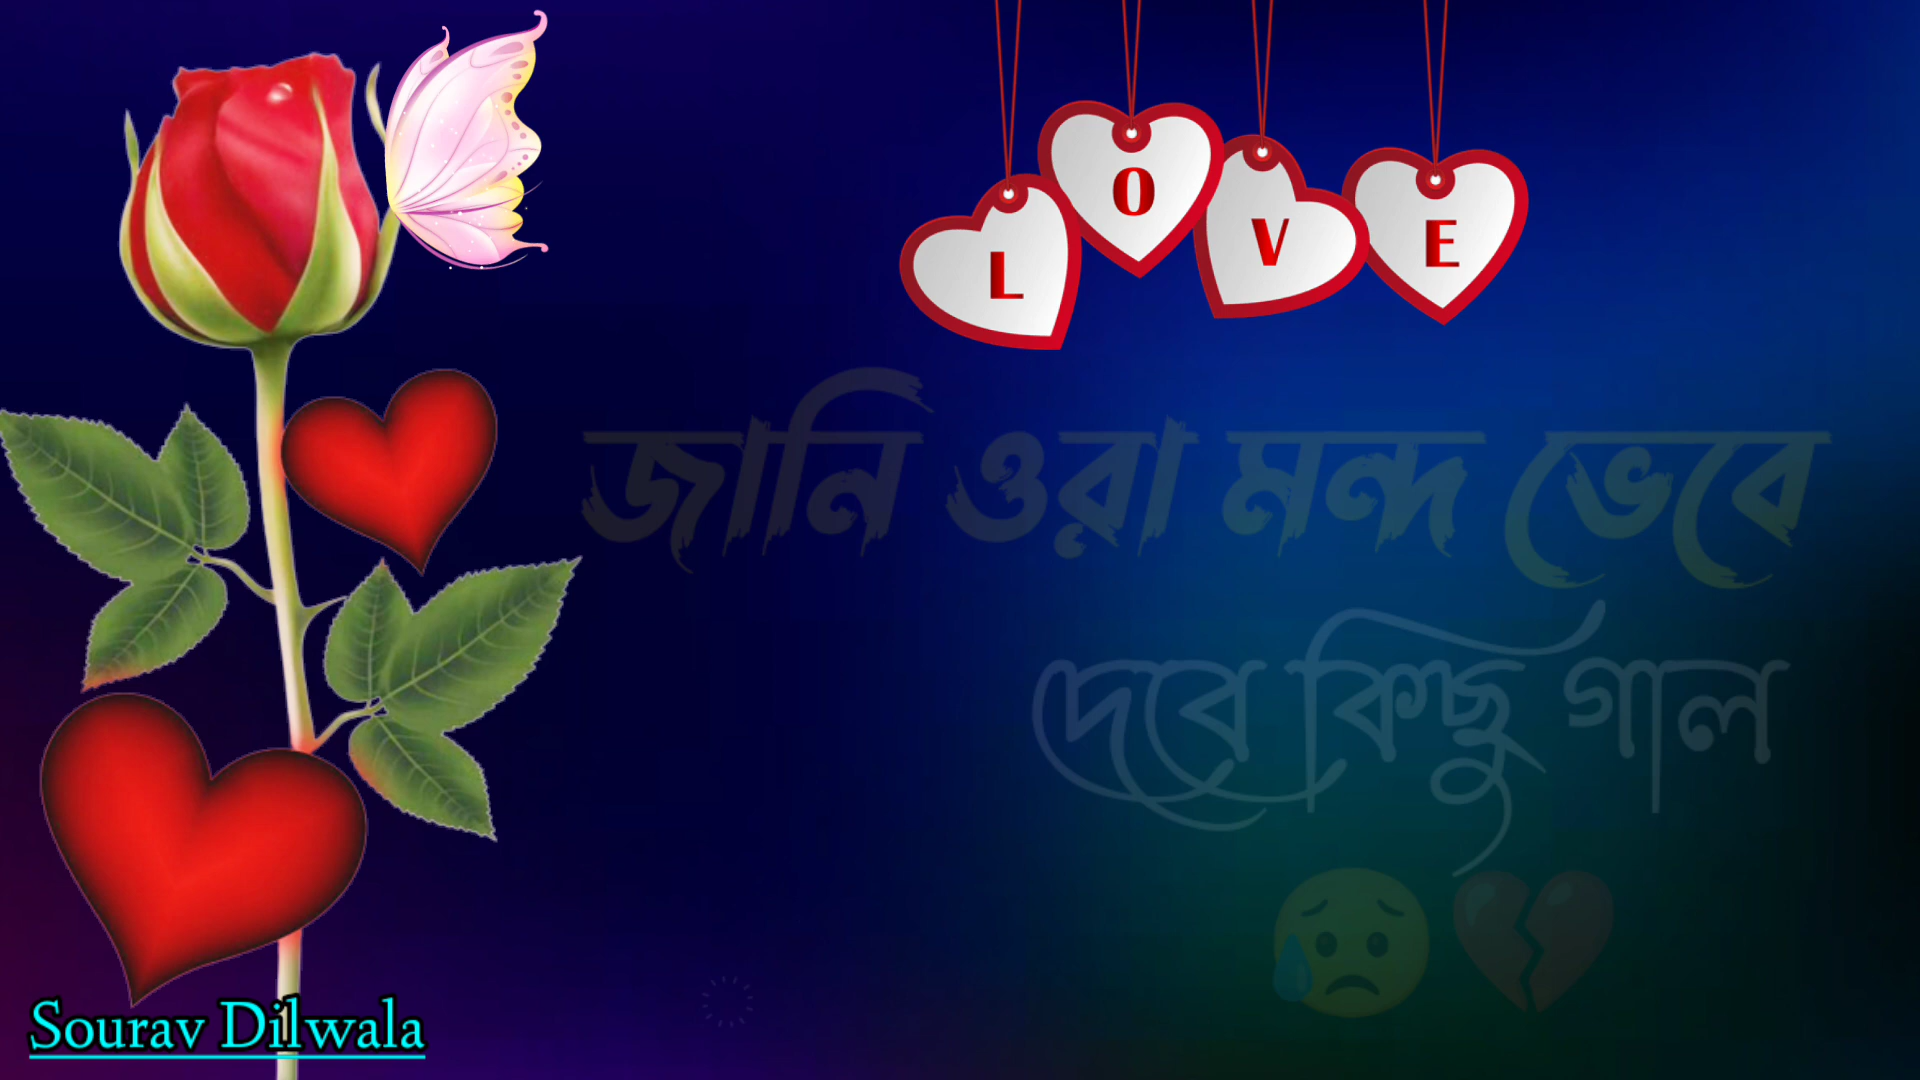 LOVE
জানি ওরা মন্দ ভেবে
দেবে কিছু গাল
😥💔
Sourav Dilwala